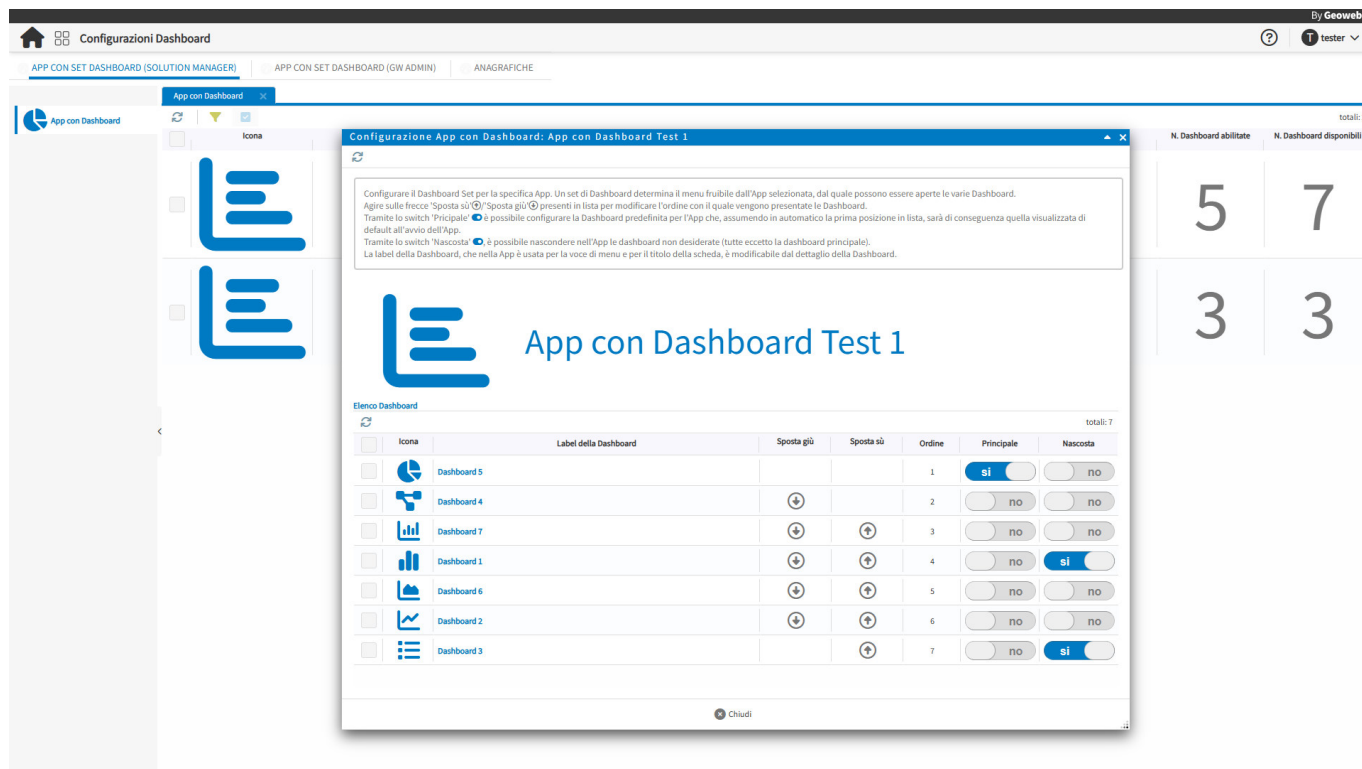 By Geoweb
Configurazioni Dashboard
? T tester
APP CON SET DASHBOARD (SOLUTION MANAGER) APP CON SET DASHBOARD (GW ADMIN) ANAGRAFICHE
App con Dashboard
App con Dashboard
totali:
Icona N. Dashboard abilitate N. Dashboard disponibili
5 7
3 3
Configurazione App con Dashboard: App con Dashboard Test 1
Configurare il Dashboard Set per la specifica App. Un set di Dashboard determina il menu fruibile dall'App selezionata, dal quale possono essere aperte le varie Dashboard.
Agire sulle frecce 'Sposta sù'/'Sposta giù' presenti in lista per modificare l'ordine con il quale vengono presentate le Dashboard.
Tramite lo switch 'Pricipale' è possibile configurare la Dashboard predefinita per l'App che, assumendo in automatico la prima posizione in lista, sarà di conseguenza quella visualizzata di
default all'avvio dell'App.
Tramite lo switch 'Nascosta', è possibile nascondere nell'App le dashboard non desiderate (tutte eccetto la dashboard principale).
La label della Dashboard, che nella App è usata per la voce di menu e per il titolo della scheda, è modificabile dal dettaglio della Dashboard.
App con Dashboard Test 1
Elenco Dashboard
totali: 7
Icona Label della Dashboard Sposta giù Sposta sù Ordine Principale Nascosta
Dashboard 5 1 si no
Dashboard 4 2 no no
Dashboard 7 3 no no
Dashboard 1 4 no si
Dashboard 6 5 no no
Dashboard 2 6 no no
Dashboard 3 7 no si
Chiudi